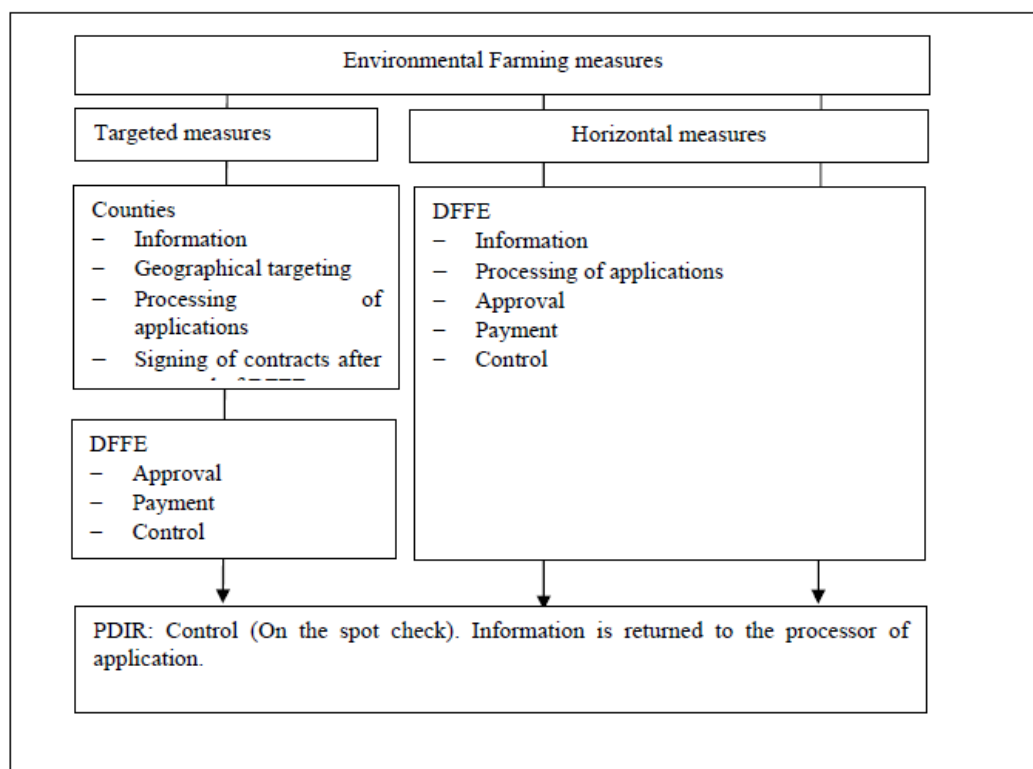 Environmental Farming measures
Targeted measures
Horizontal measures
Counties
– Information
– Geographical targeting
– Processing of
applications
– Signing of contracts after
DFFE
– Approval
– Payment
– Control
DFFE
– Information
– Processing of applications
– Approval
– Payment
– Control
PDIR: Control (On the spot check). Information is returned to the processor of
application.